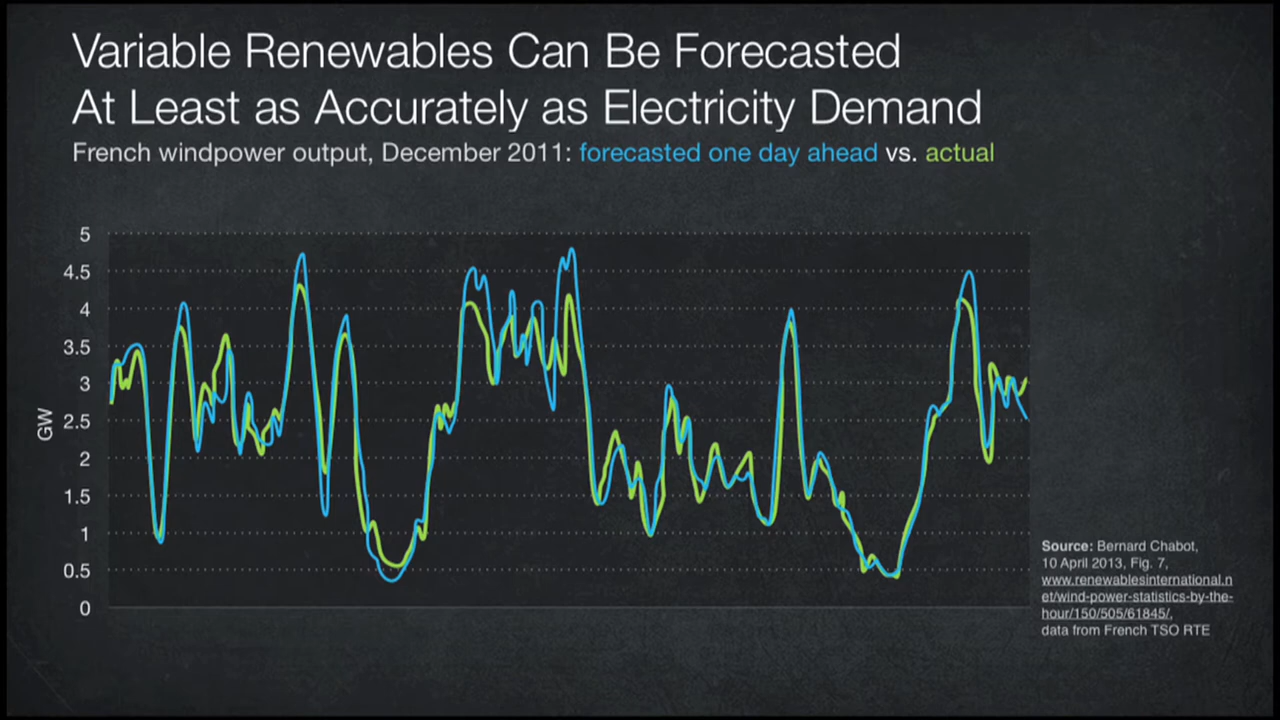 Variable Renewables Can Be Forecasted
At Least as Accurately as Electricity Demand
French windpower output, December 2011: forecasted one day ahead vs. actual
5
4.5
4
3.5
3
2.5
2
1.5
1
0.5
0
GW
Source: Bernard Chabot,
10 April 2013, Fig. 7,
www.renewablesinternational.n
et/wind-power-statistics-by-the-
hour/150/505/61845/,
data from French TSO RTE